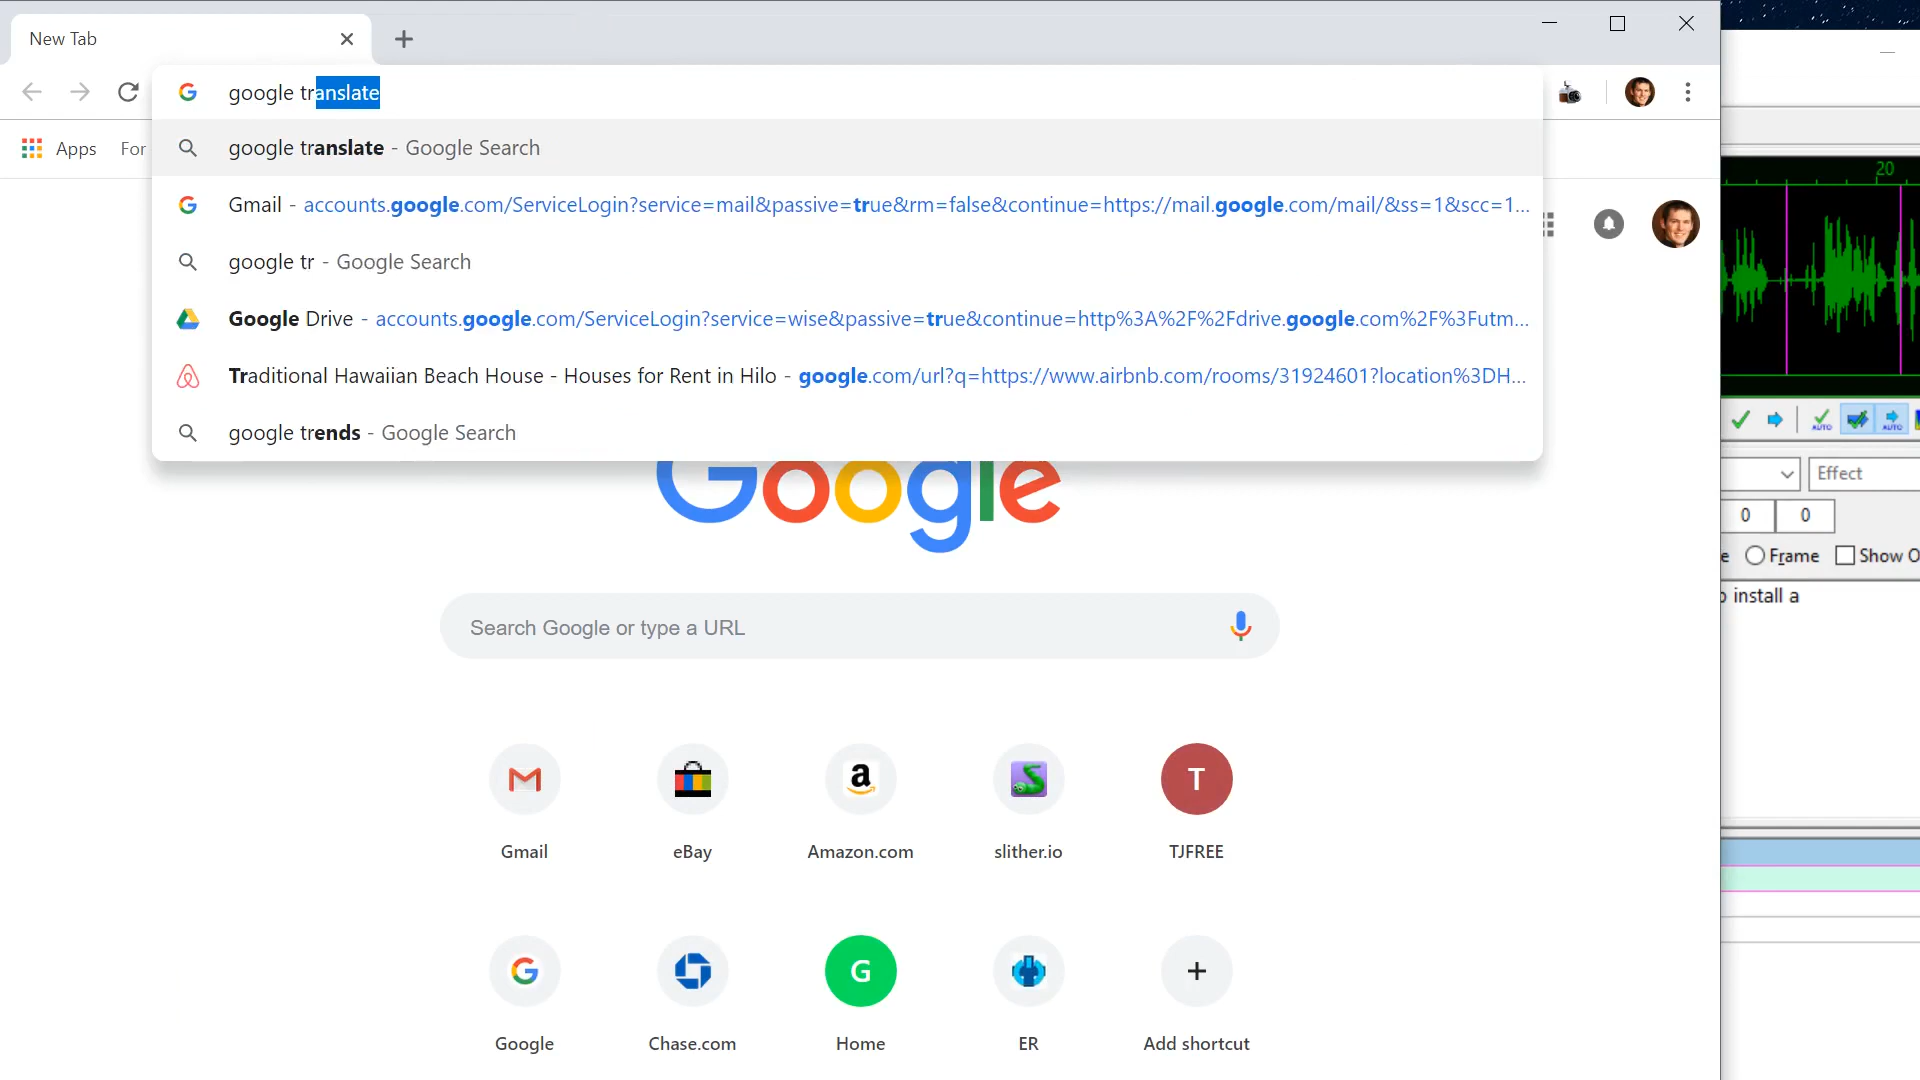 New Tab
google translate
Apps For
google translate - Google Search
Gmail - accounts.google.com/ServiceLogin?service=mail&passive=true&rm=false&continue=https://mail.google.com/mail/&ss=1&scc=1...
google tr - Google Search
Google Drive - accounts.google.com/ServiceLogin?service=wise&passive=true&continue=http%3A%2F%2Fdrive.google.com%2F%3Futm...
Traditional Hawaiian Beach House - Houses for Rent in Hilo - google.com/url?q=https://www.airbnb.com/rooms/31924601?location%3DH...
google trends - Google Search
Google
Search Google or type a URL
T
Gmail eBay Amazon.com slither.io TJFREE
G
Google Chase.com Home ER Add shortcut
20
AUTO AUTO
Effect
0 0
e Frame Show O
install a